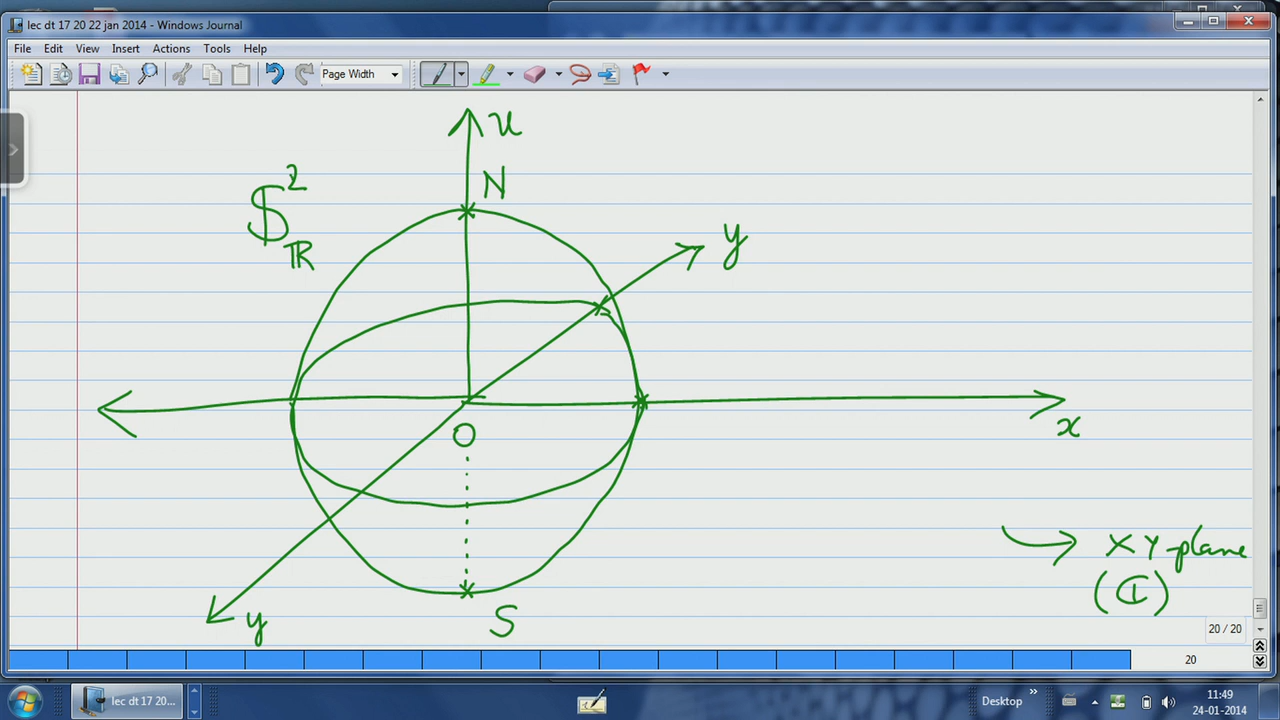 lec dt 17 20 22 jan 2014 - Windows Journal
File Edit View Insert Actions Tools Help
Page Width
u
N
$²_ℝ
y
x
O
XY-plane
(ℂ)
y
S
20 / 20
20
lec dt 17 20...
Desktop
11:49
24-01-2014